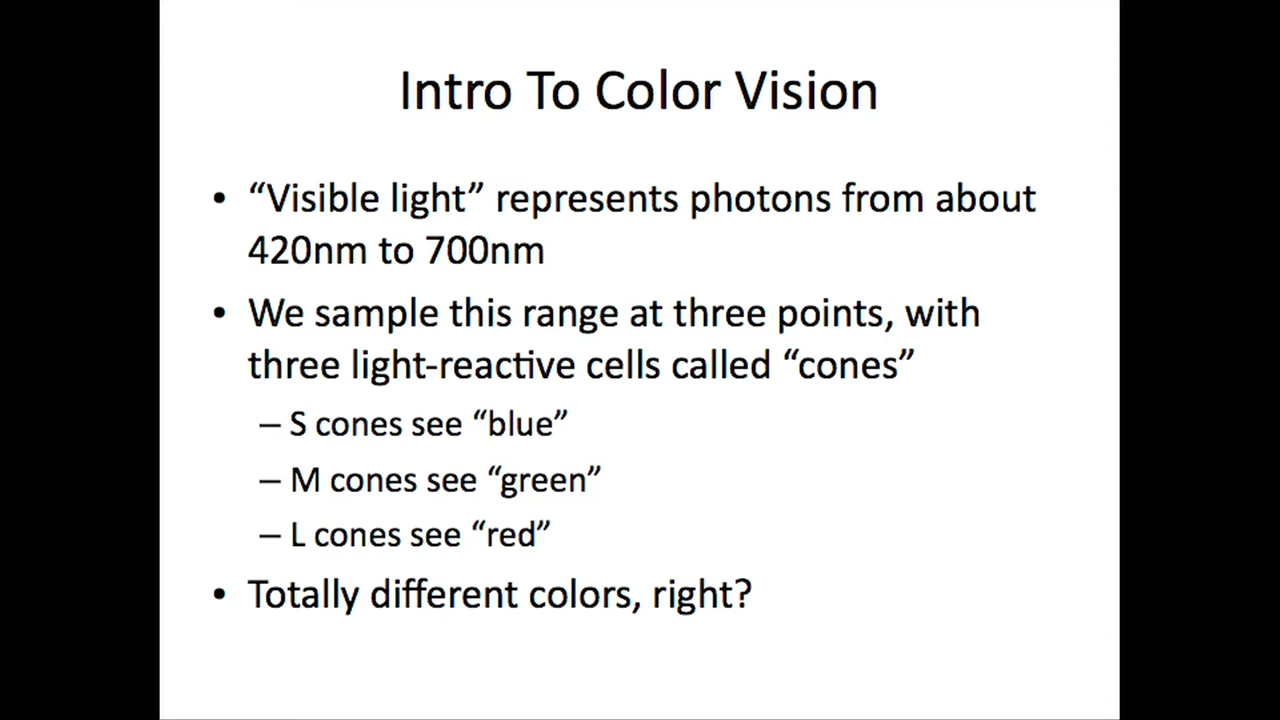 Intro To Color Vision
• “Visible light” represents photons from about
420nm to 700nm
• We sample this range at three points, with
three light-reactive cells called “cones”
– S cones see “blue”
– M cones see “green”
– L cones see “red”
• Totally different colors, right?